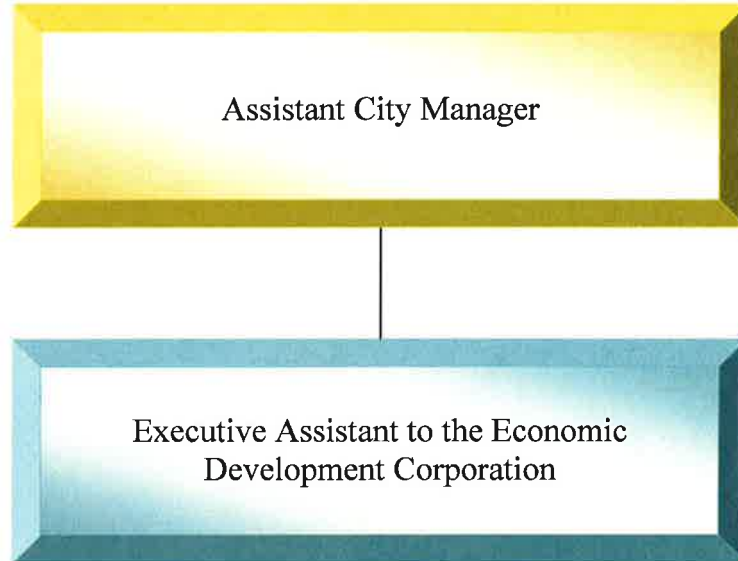 Assistant City Manager
Executive Assistant to the Economic
Development Corporation